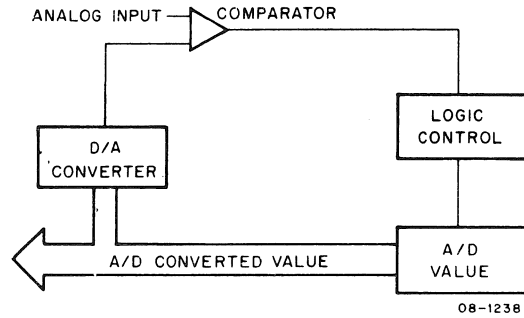 ANALOG INPUT
COMPARATOR
LOGIC
CONTROL
D/A
CONVERTER
A/D CONVERTED VALUE
A/D
VALUE
08-1238